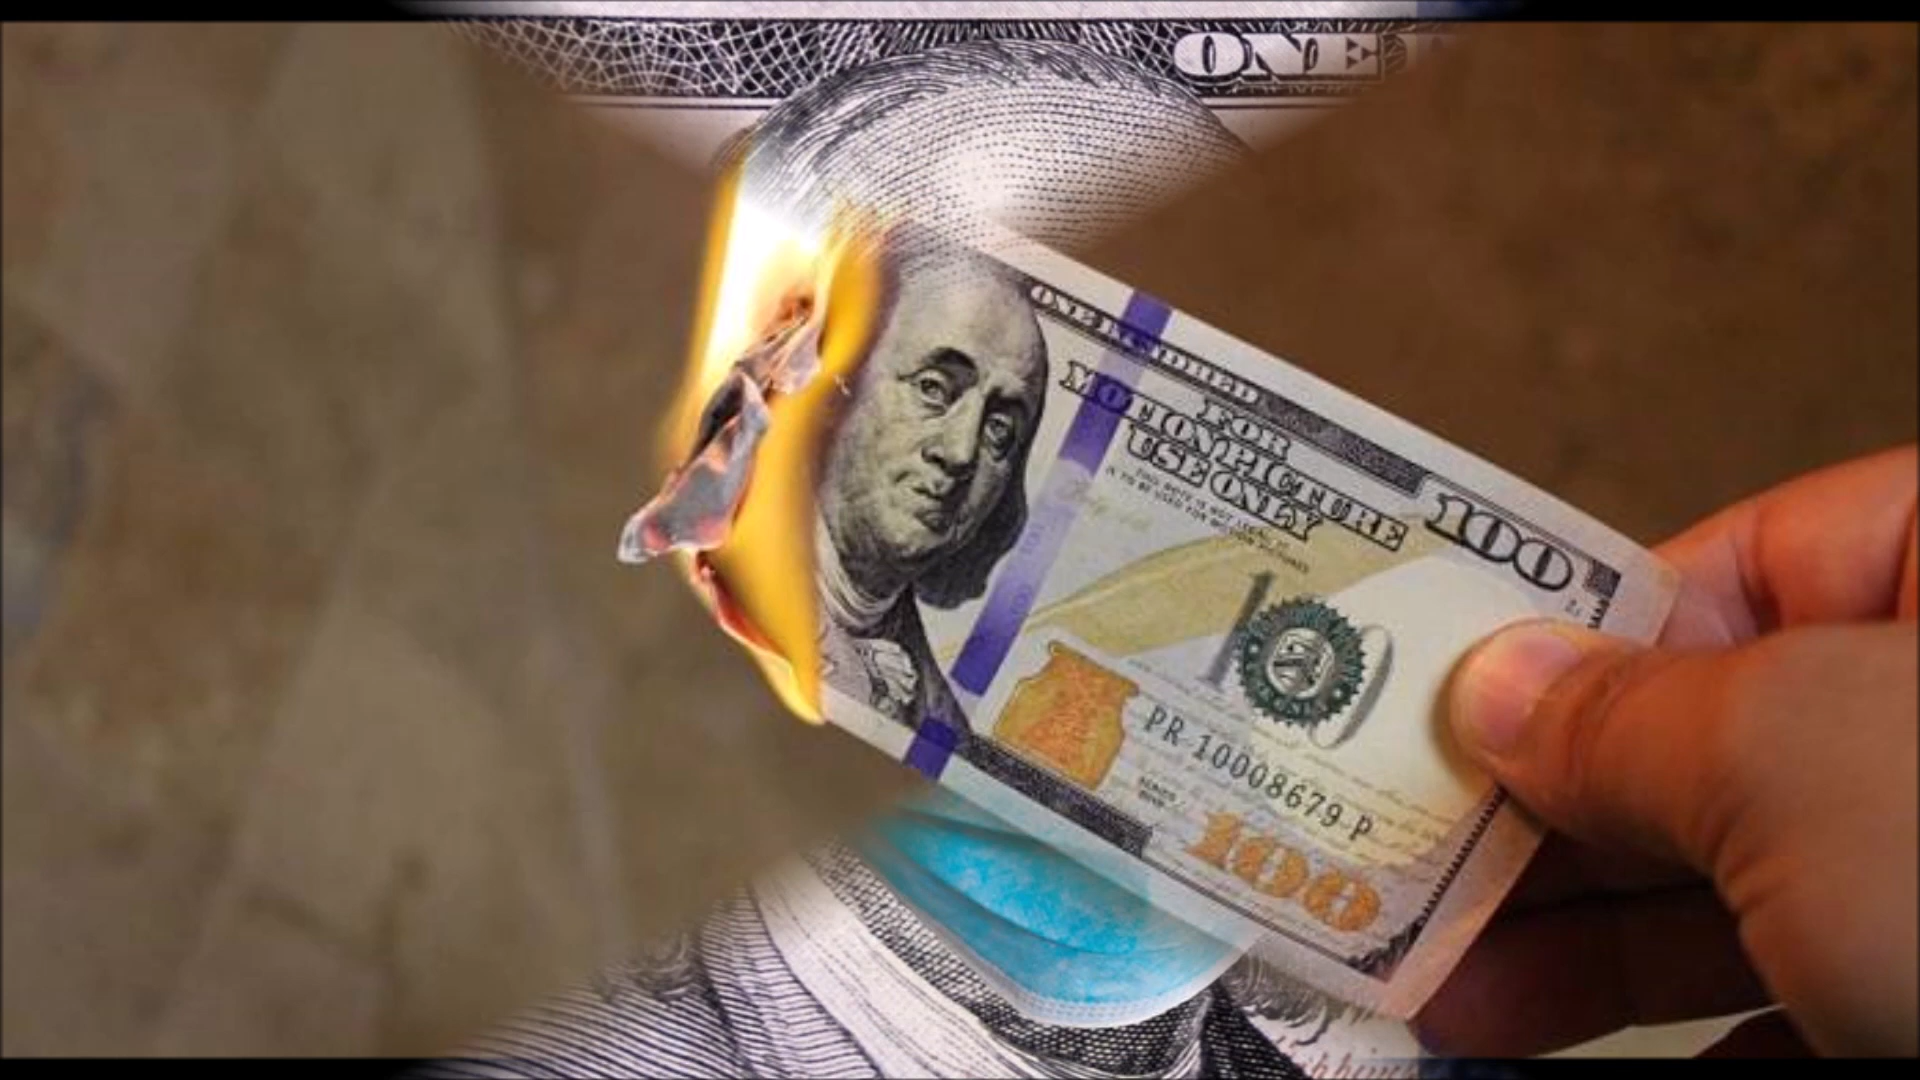 ONE
ONE HUNDRED
FOR
MOTION PICTURE
USE ONLY
100
PR 10008679 P
100